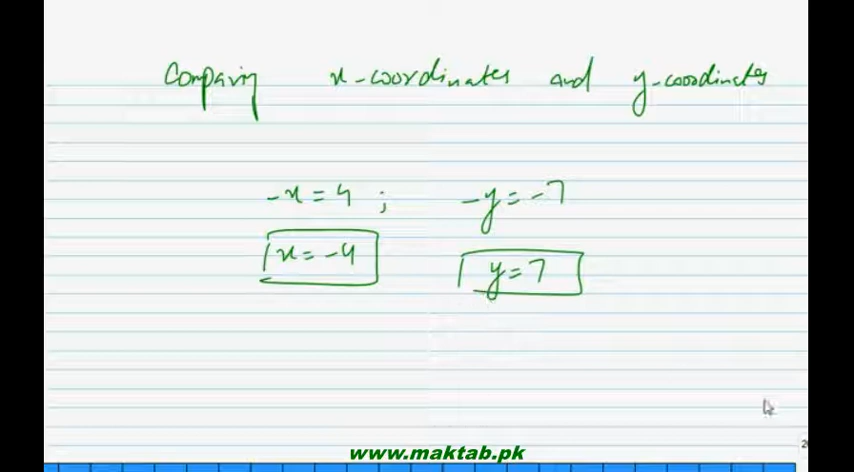 Comparing x-coordinates and y-coordinates
-x = 4 ; -y = -7
x = -4 y = 7
www.maktab.pk